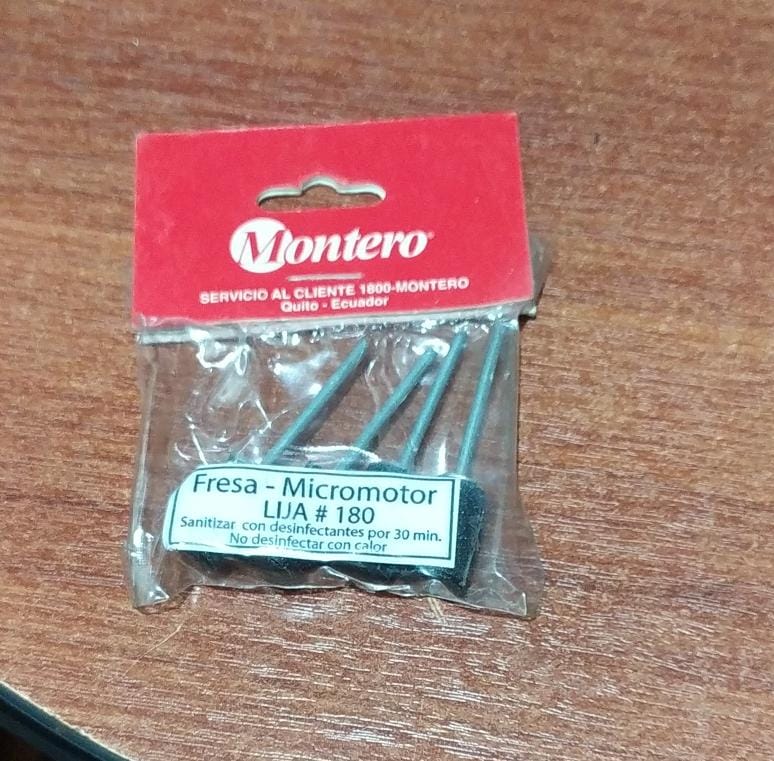 Montero
SERVICIO AL CLIENTE 1800-MONTERO
Quito - Ecuador
Fresa - Micromotor
LIJA # 180
Sanitizar con desinfectantes por 30 min.
No desinfectar con calor